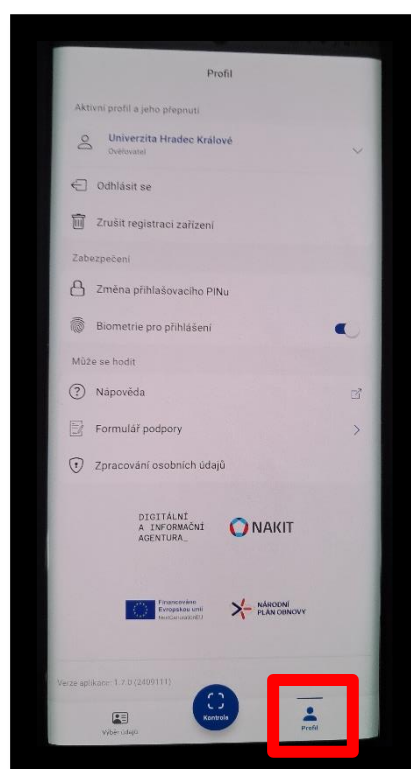 Profil
Aktivní profil a jeho přepnutí
Univerzita Hradec Králové
Ověřovatel
Odhlásit se
Zrušit registraci zařízení
Zabezpečení
Změna přihlašovacího PINu
Biometrie pro přihlášení
Může se hodit
Nápověda
Formulář podpory
Zpracování osobních údajů
DIGITÁLNÍ
A INFORMAČNÍ
AGENTURA_
NAKIT
Financováno
Evropskou unií
NextGenerationEU
NÁRODNÍ
PLÁN OBNOVY
Verze aplikace: 1.7.0 (2409111)
Výběr údajů
Kontrola
Profil